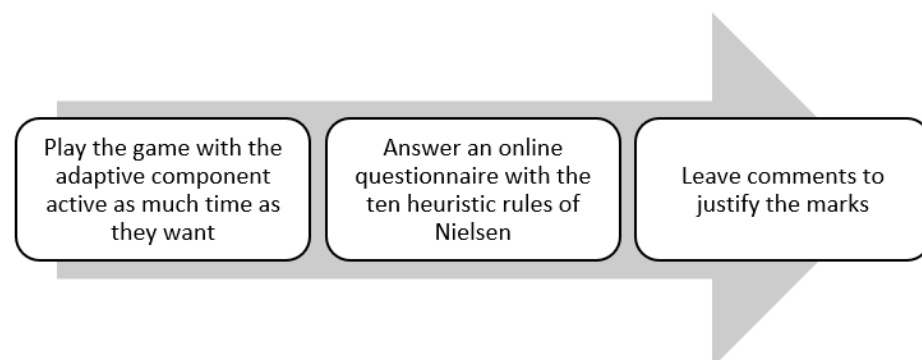 Play the game with the
adaptive component
active as much time as
they want
Answer an online
questionnaire with the
ten heuristic rules of
Nielsen
Leave comments to
justify the marks